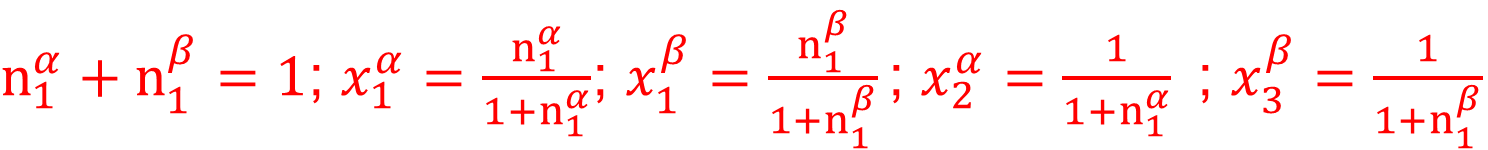 n₁^α + n₁^β = 1; x₁^α = n₁^α/(1+n₁^α); x₁^β = n₁^β/(1+n₁^β); x₂^α = 1/(1+n₁^α) ; x₃^β = 1/(1+n₁^β)